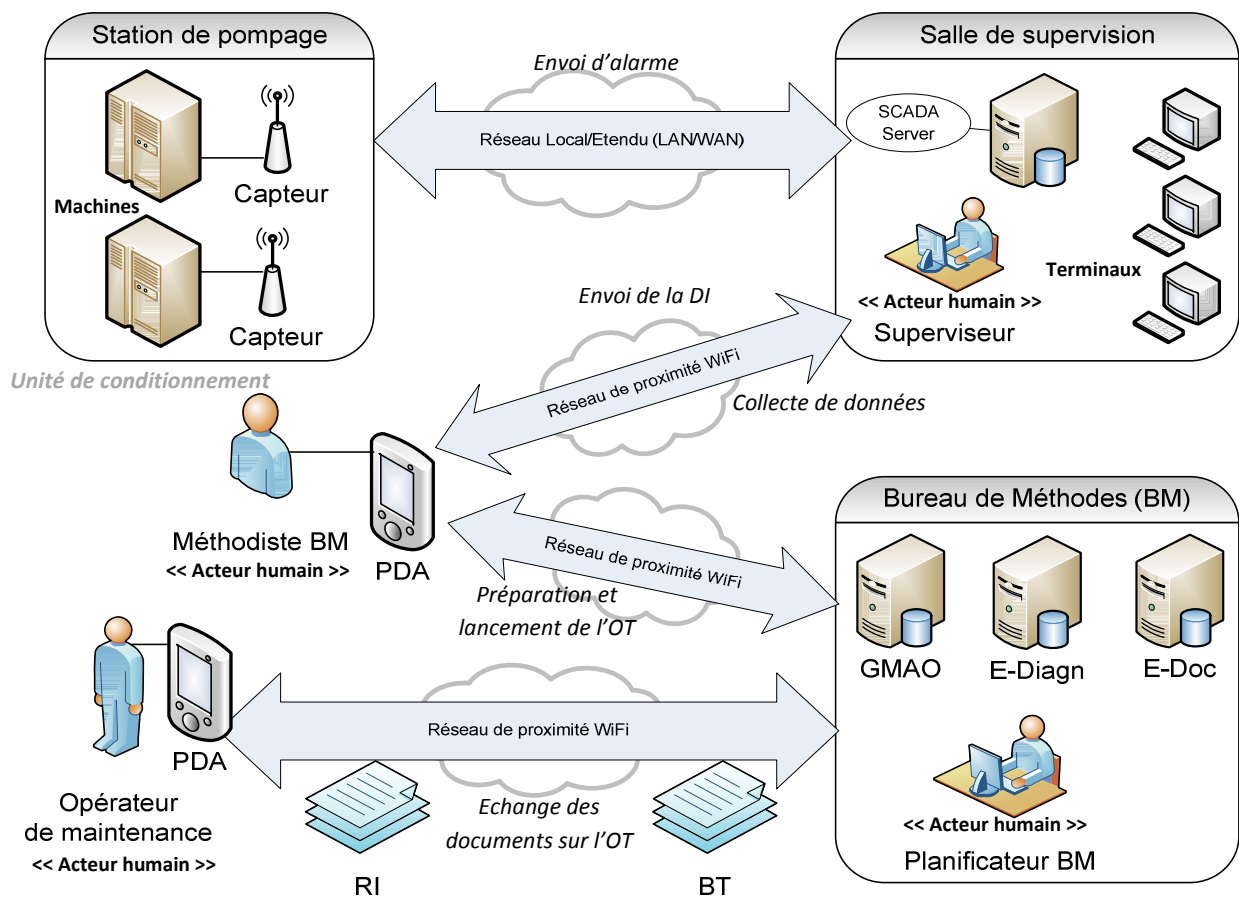 Station de pompage
Machines
Capteur
Capteur
Unité de conditionnement
Envoi d’alarme
Réseau Local/Etendu (LAN/WAN)
Salle de supervision
SCADA
Server
Terminaux
<< Acteur humain >>
Superviseur
Envoi de la DI
Réseau de proximité WiFi
Collecte de données
Méthodiste BM
<< Acteur humain >>
PDA
Réseau de proximité WiFi
Préparation et
lancement de l’OT
Bureau de Méthodes (BM)
GMAO
E-Diagn
E-Doc
<< Acteur humain >>
Planificateur BM
PDA
Opérateur
de maintenance
<< Acteur humain >>
Réseau de proximité WiFi
Echange des
documents sur l’OT
RI
BT